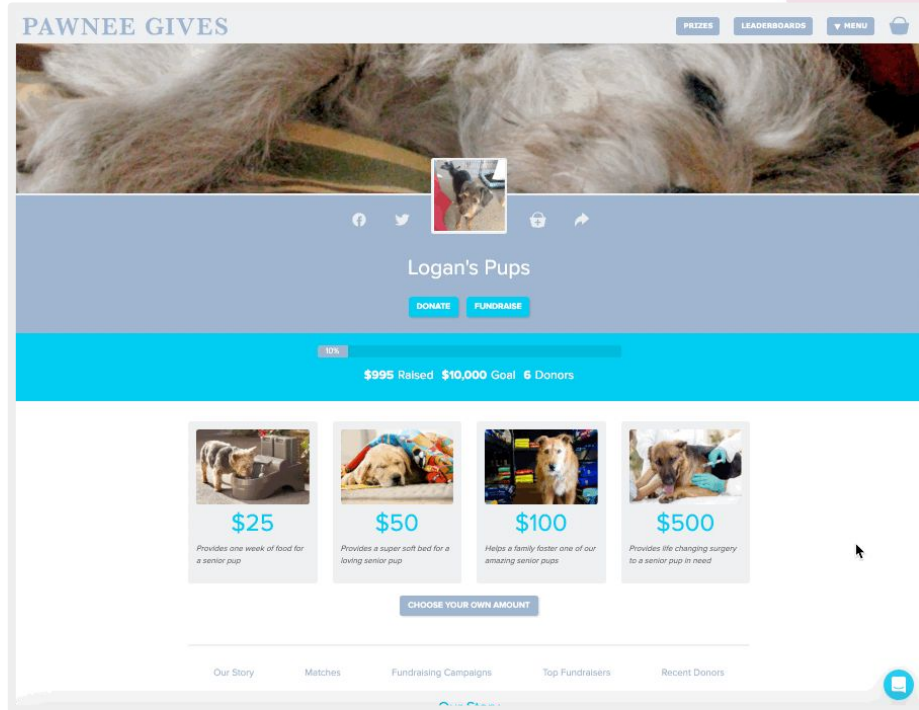 PAWNEE GIVES
PRIZES
LEADERBOARDS
▼ MENU
Logan's Pups
DONATE
FUNDRAISE
10%
$995 Raised $10,000 Goal 6 Donors
$25
Provides one week of food for
a senior pup
$50
Provides a super soft bed for a
loving senior pup
$100
Helps a family foster one of our
amazing senior pups
$500
Provides life changing surgery
to a senior pup in need
CHOOSE YOUR OWN AMOUNT
Our Story
Matches
Fundraising Campaigns
Top Fundraisers
Recent Donors
Our Story